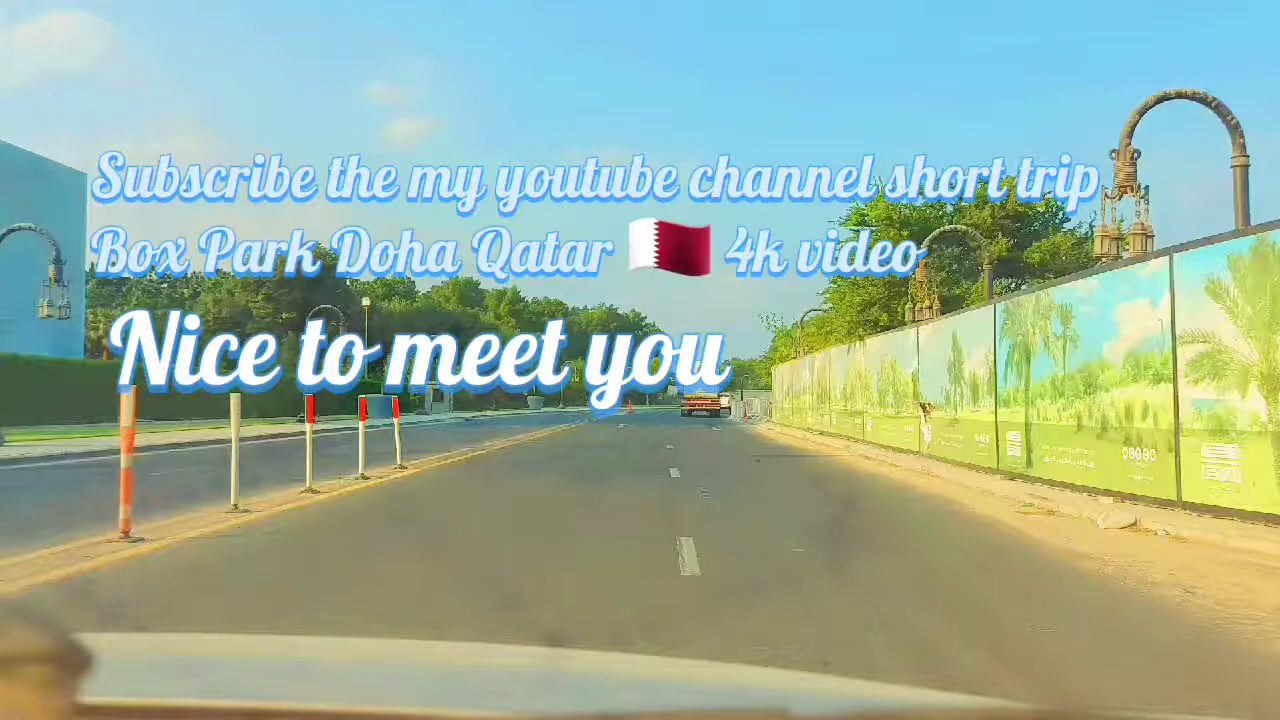 Subscribe the my youtube channel short trip
Box Park Doha Qatar 🇶🇦 4k video
Nice to meet you